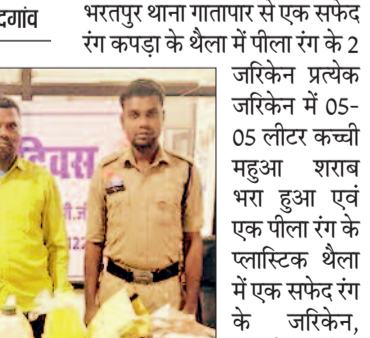 दगांव
भरतपुर थाना गातापार से एक सफेद
रंग कपड़ा के थैला में पीला रंग के 2
जरिकेन प्रत्येक
जरिकेन में 05-
05 लीटर कच्ची
महुआ शराब
भरा हुआ एवं
एक पीला रंग के
प्लास्टिक थैला
में एक सफेद रंग
के जरिकेन,
दिवस